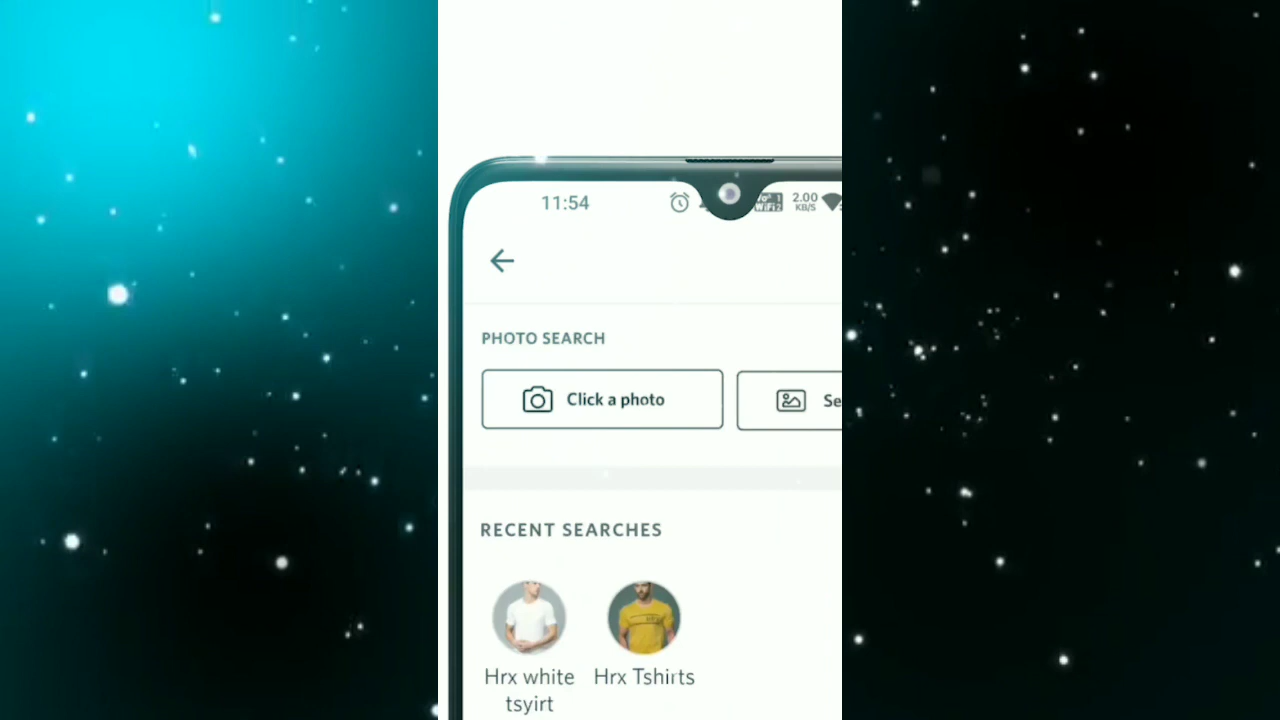 11:54
2.00
KB/S
PHOTO SEARCH
Click a photo
Se
RECENT SEARCHES
Hrx white
tsyirt
Hrx Tshirts